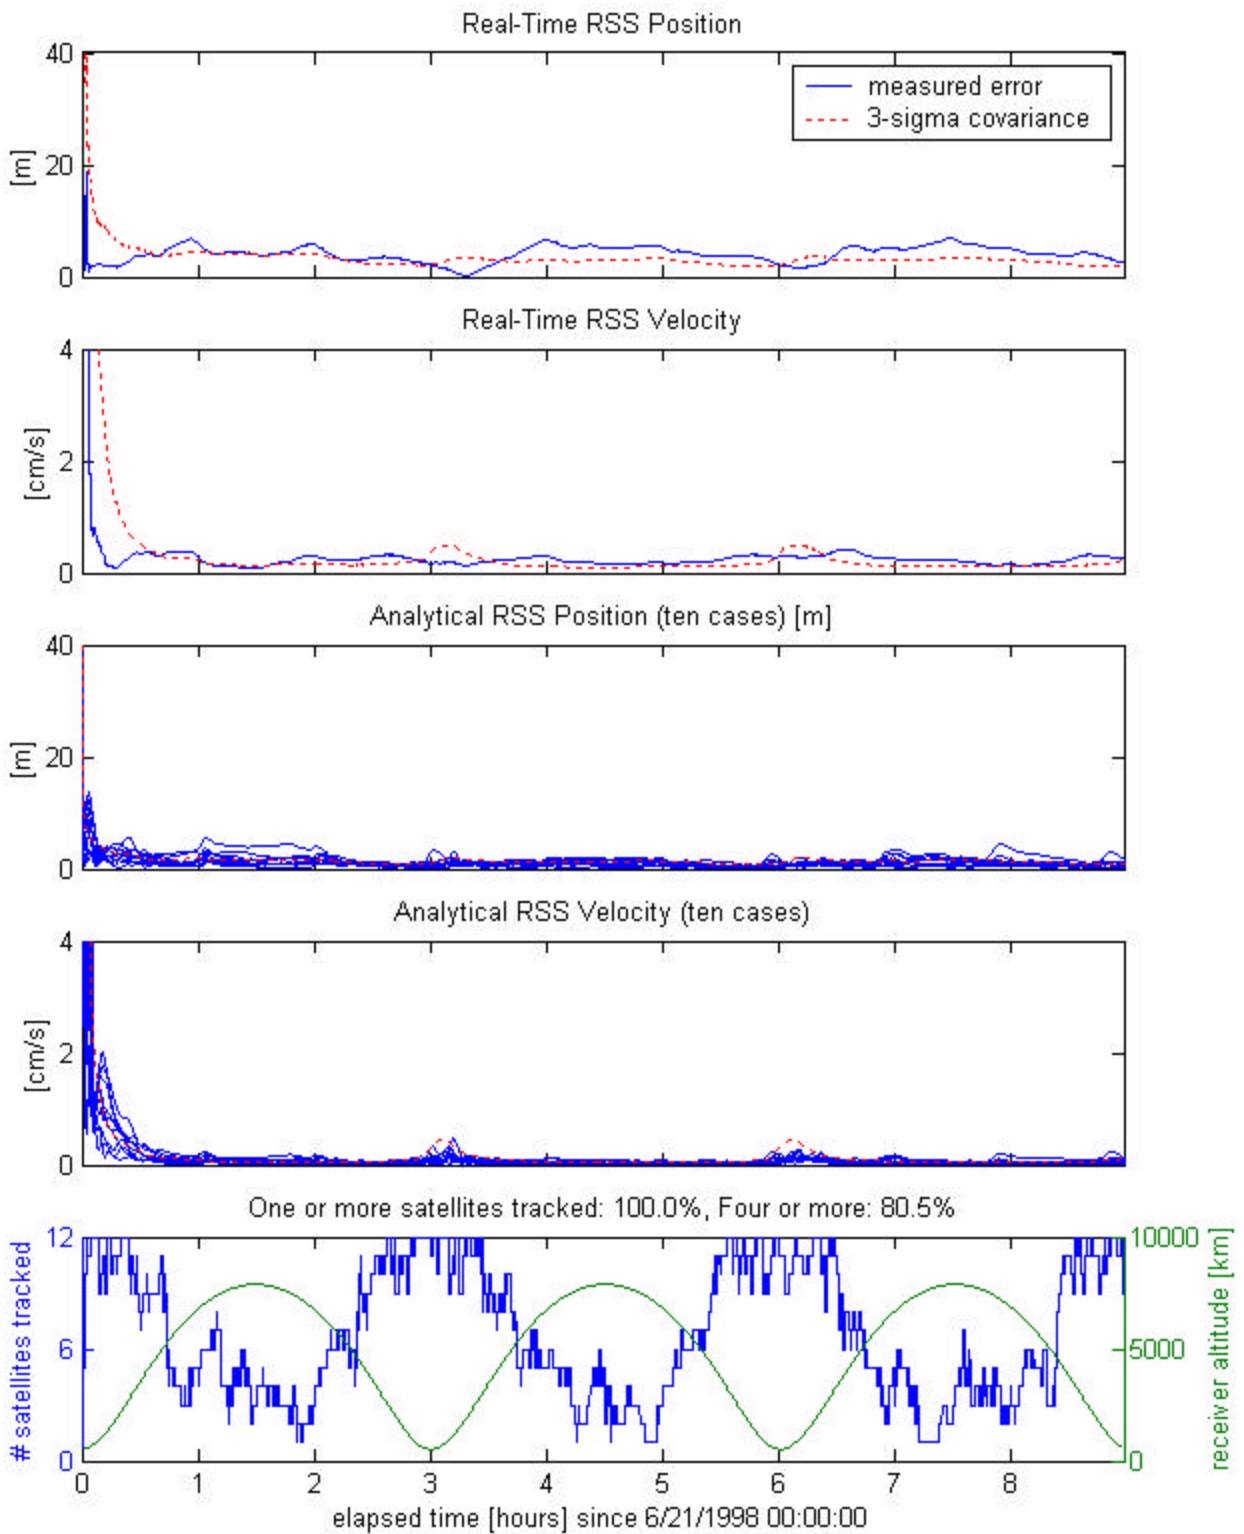 Real-Time RSS Position
40
20
0
[m]
measured error
3-sigma covariance
Real-Time RSS Velocity
4
2
0
[cm/s]
Analytical RSS Position (ten cases) [m]
40
20
0
[m]
Analytical RSS Velocity (ten cases)
4
2
0
[cm/s]
One or more satellites tracked: 100.0%, Four or more: 80.5%
12
6
0
# satellites tracked
10000
5000
0
receiver altitude [km]
0 1 2 3 4 5 6 7 8
elapsed time [hours] since 6/21/1998 00:00:00